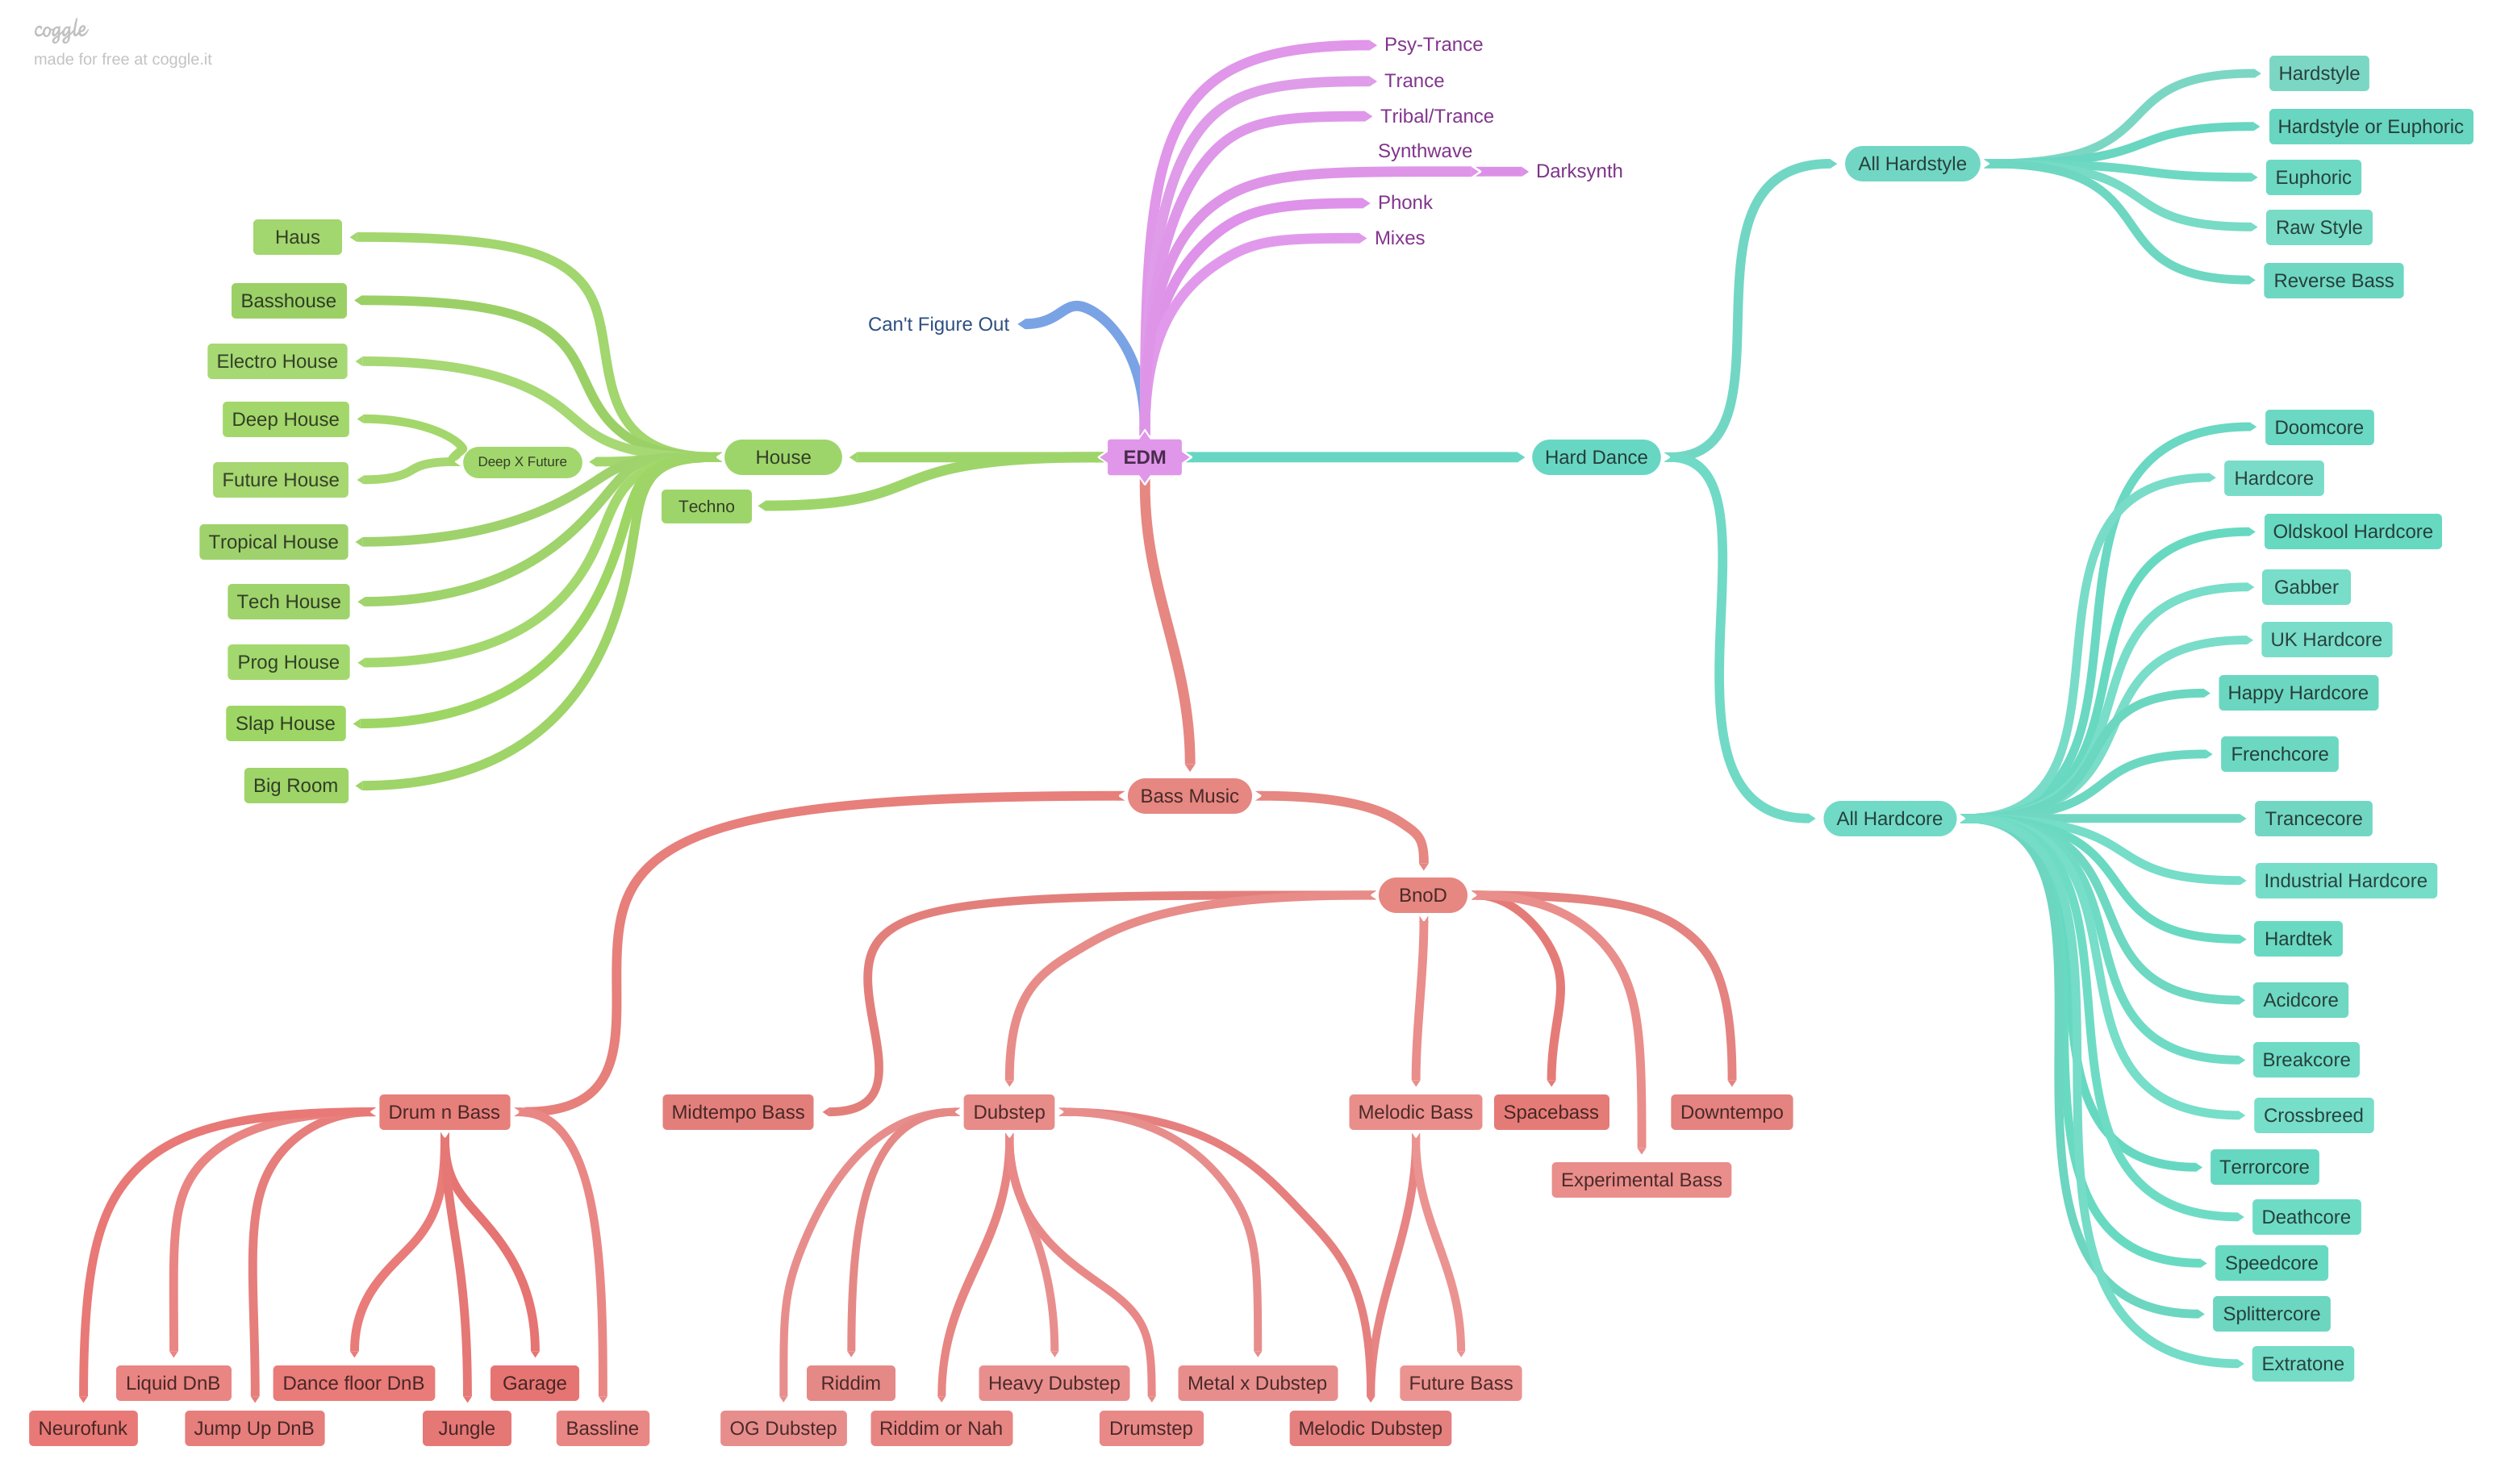 coggle
made for free at coggle.it
Psy-Trance
Trance
Tribal/Trance
Synthwave
Darksynth
Phonk
Mixes
Can't Figure Out
EDM
House
Techno
Haus
Basshouse
Electro House
Deep X Future
Deep House
Future House
Tropical House
Tech House
Prog House
Slap House
Big Room
Hard Dance
All Hardstyle
Hardstyle
Hardstyle or Euphoric
Euphoric
Raw Style
Reverse Bass
All Hardcore
Doomcore
Hardcore
Oldskool Hardcore
Gabber
UK Hardcore
Happy Hardcore
Frenchcore
Trancecore
Industrial Hardcore
Hardtek
Acidcore
Breakcore
Crossbreed
Terrorcore
Deathcore
Speedcore
Splittercore
Extratone
Bass Music
BnoD
Drum n Bass
Midtempo Bass
Dubstep
Melodic Bass
Spacebass
Downtempo
Experimental Bass
Liquid DnB
Dance floor DnB
Garage
Neurofunk
Jump Up DnB
Jungle
Bassline
Riddim
Heavy Dubstep
Metal x Dubstep
Future Bass
OG Dubstep
Riddim or Nah
Drumstep
Melodic Dubstep